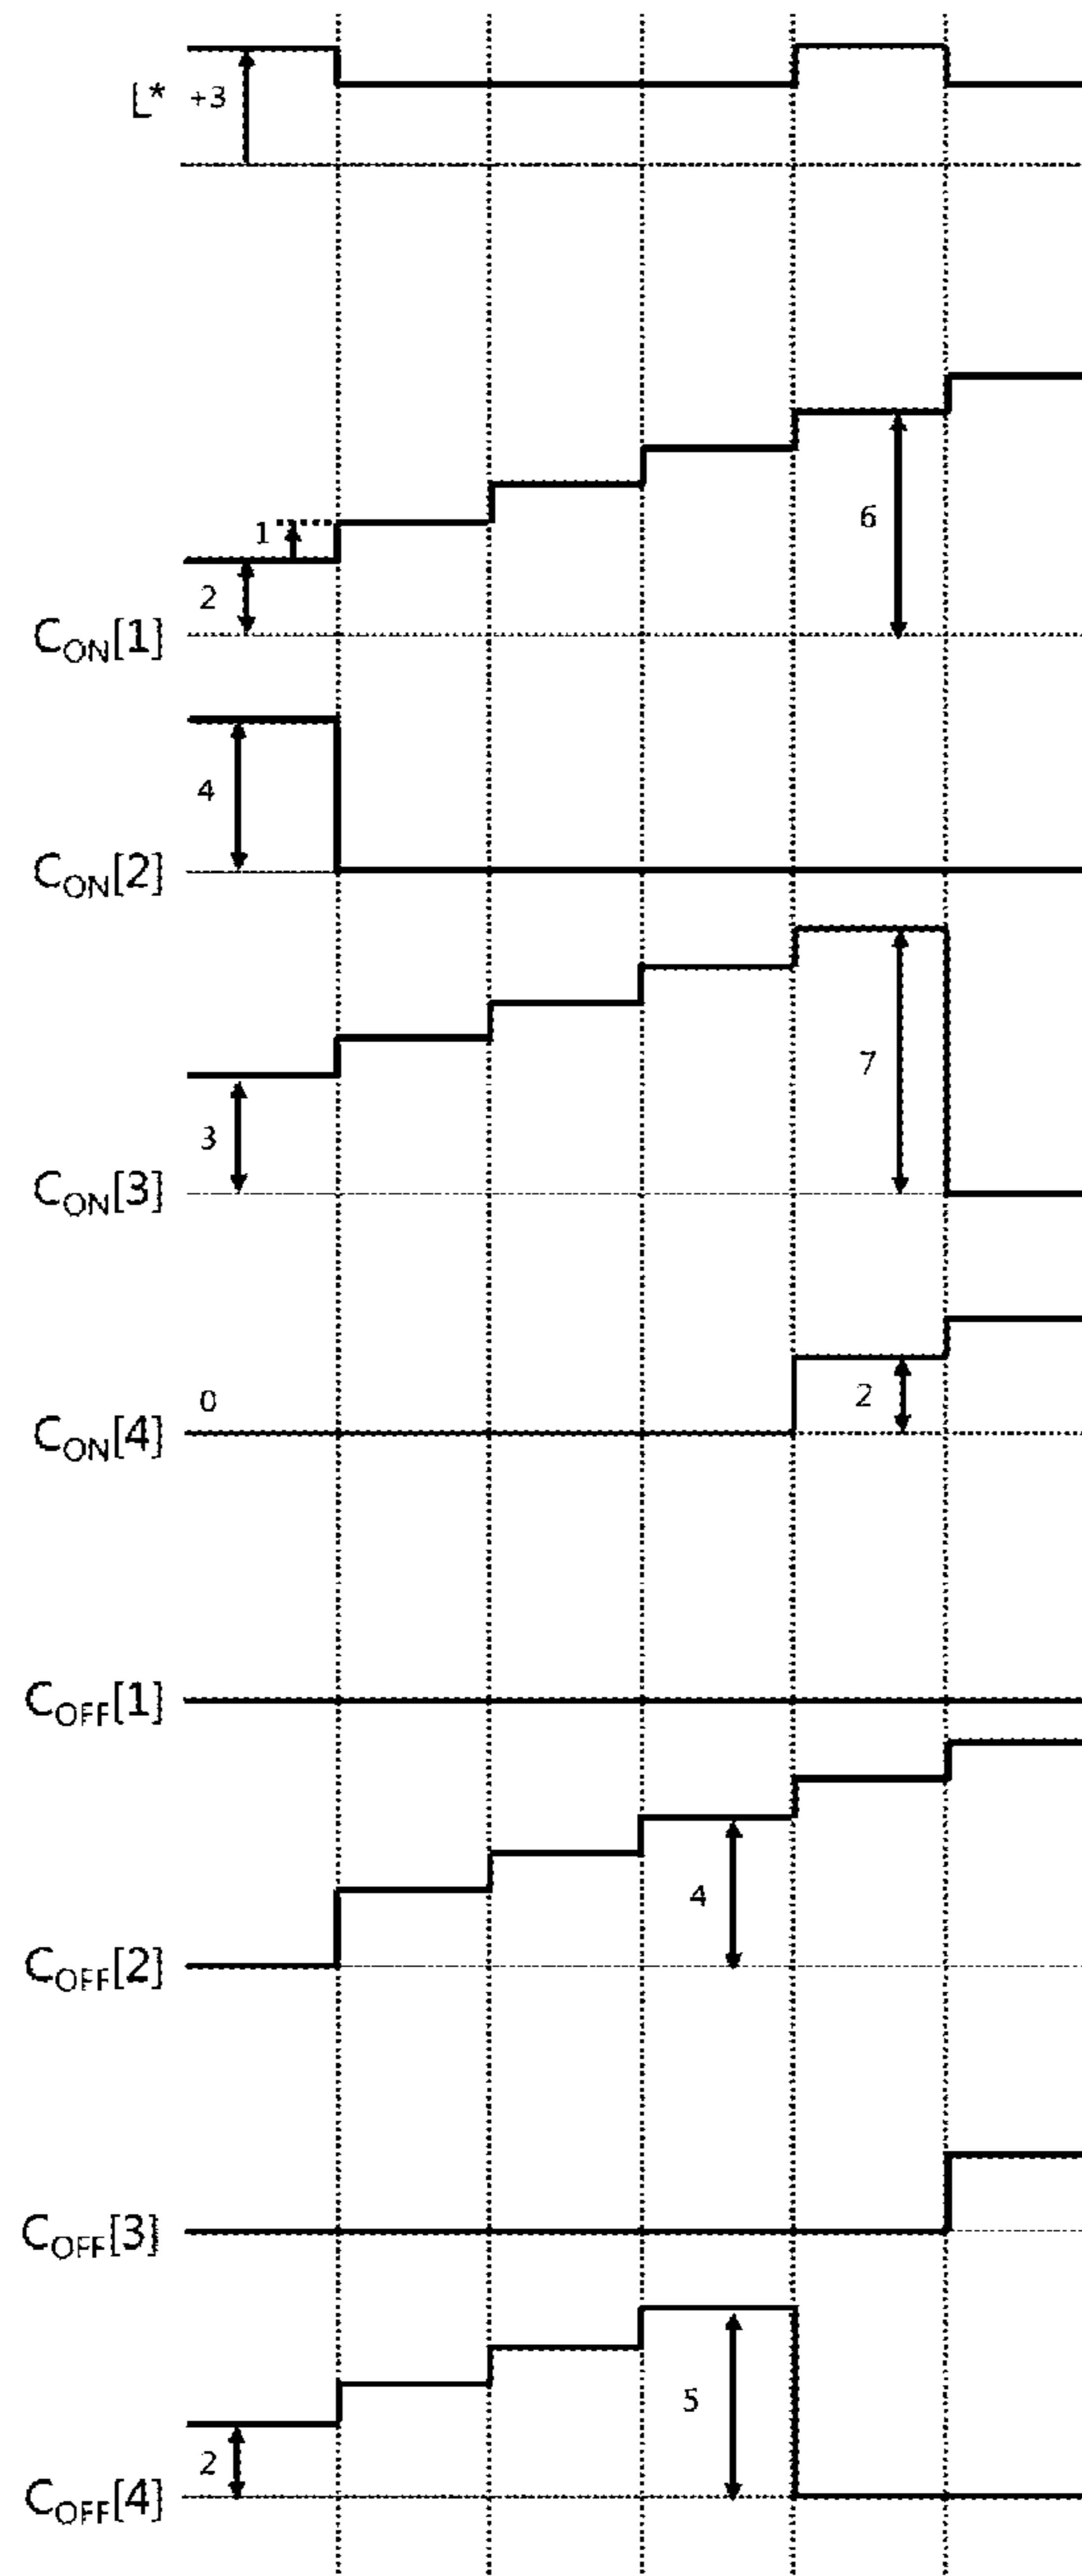 L* +3
1
2
6
C_ON[1]
4
C_ON[2]
7
3
C_ON[3]
0
2
C_ON[4]
C_OFF[1]
4
C_OFF[2]
C_OFF[3]
5
2
C_OFF[4]